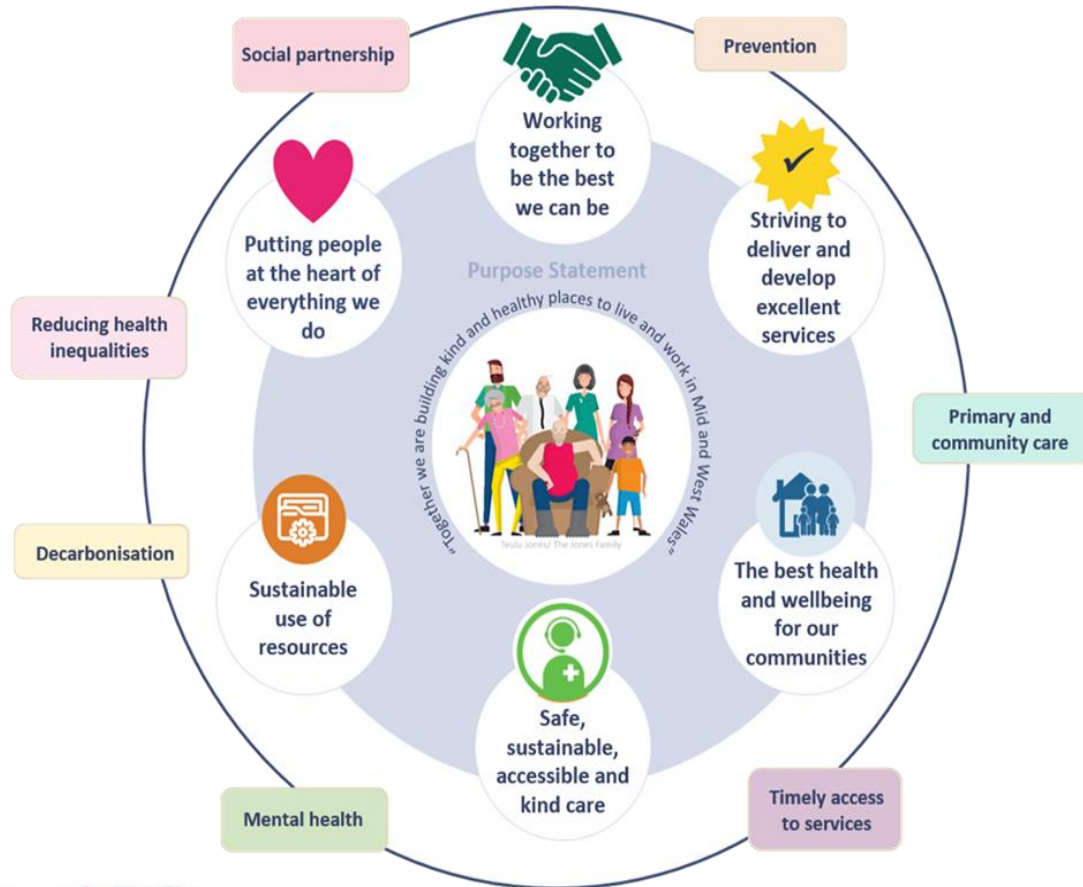 Social partnership
Prevention
Working
together to
be the best
we can be
Putting people
at the heart of
everything we
do
Striving to
deliver and
develop
excellent
services
Purpose Statement
"Together we are building kind and healthy places to live and work in Mid and West Wales"
Reducing health
inequalities
Primary and
community care
Teulu Jones/ The Jones Family
Decarbonisation
Sustainable
use of
resources
The best health
and wellbeing
for our
communities
Safe,
sustainable,
accessible and
kind care
Mental health
Timely access
to services